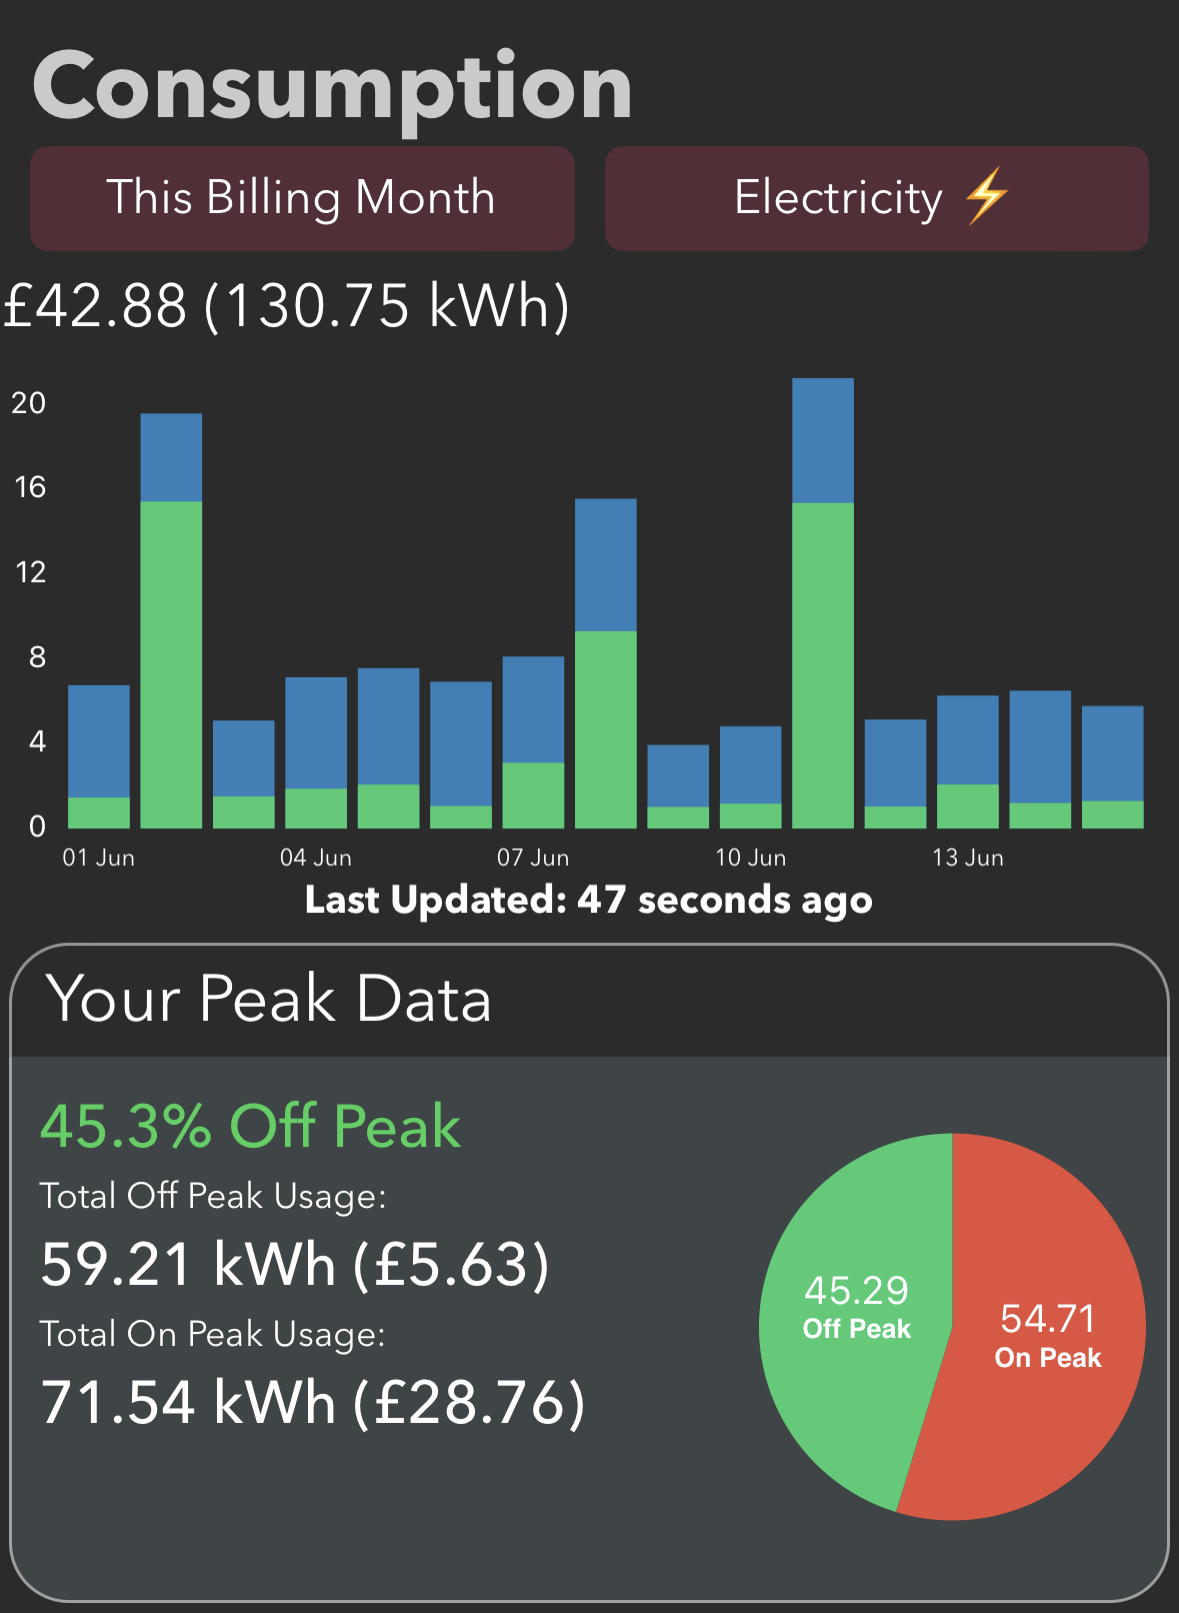 Consumption
This Billing Month
Electricity ⚡
£42.88 (130.75 kWh)
20
16
12
8
4
0
01 Jun 04 Jun 07 Jun 10 Jun 13 Jun
Last Updated: 47 seconds ago
Your Peak Data
45.3% Off Peak
Total Off Peak Usage:
59.21 kWh (£5.63)
Total On Peak Usage:
71.54 kWh (£28.76)
45.29
Off Peak
54.71
On Peak